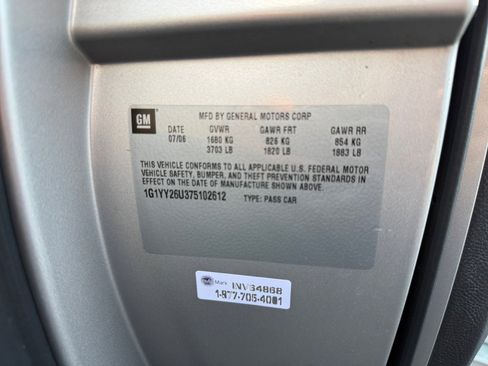 GM
MFD BY GENERAL MOTORS CORP
DATE GVWR GAWR FRT GAWR RR
07/06 1680 KG 826 KG 854 KG
3703 LB 1820 LB 1883 LB
THIS VEHICLE CONFORMS TO ALL APPLICABLE U.S. FEDERAL MOTOR
VEHICLE SAFETY, BUMPER, AND THEFT PREVENTION STANDARDS IN
EFFECT ON THE DATE OF MANUFACTURE SHOWN ABOVE.
1G1YY26U375102612 TYPE: PASS CAR
Mark INV34868
1-877-705-4001